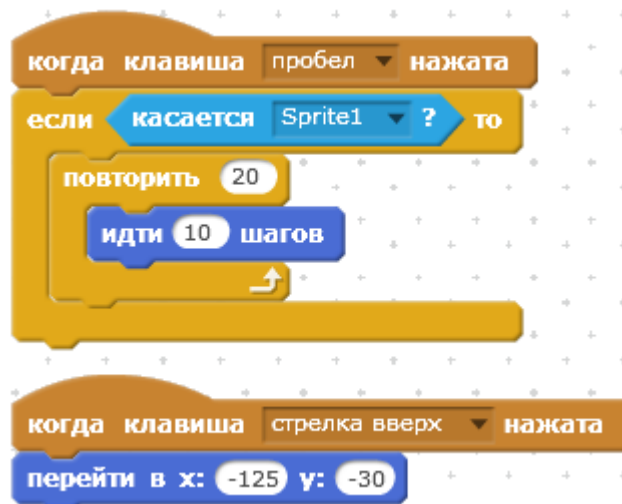 когда клавиша пробел нажата
если касается Sprite1 ? то
повторить 20
идти 10 шагов
когда клавиша стрелка вверх нажата
перейти в x: -125 y: -30